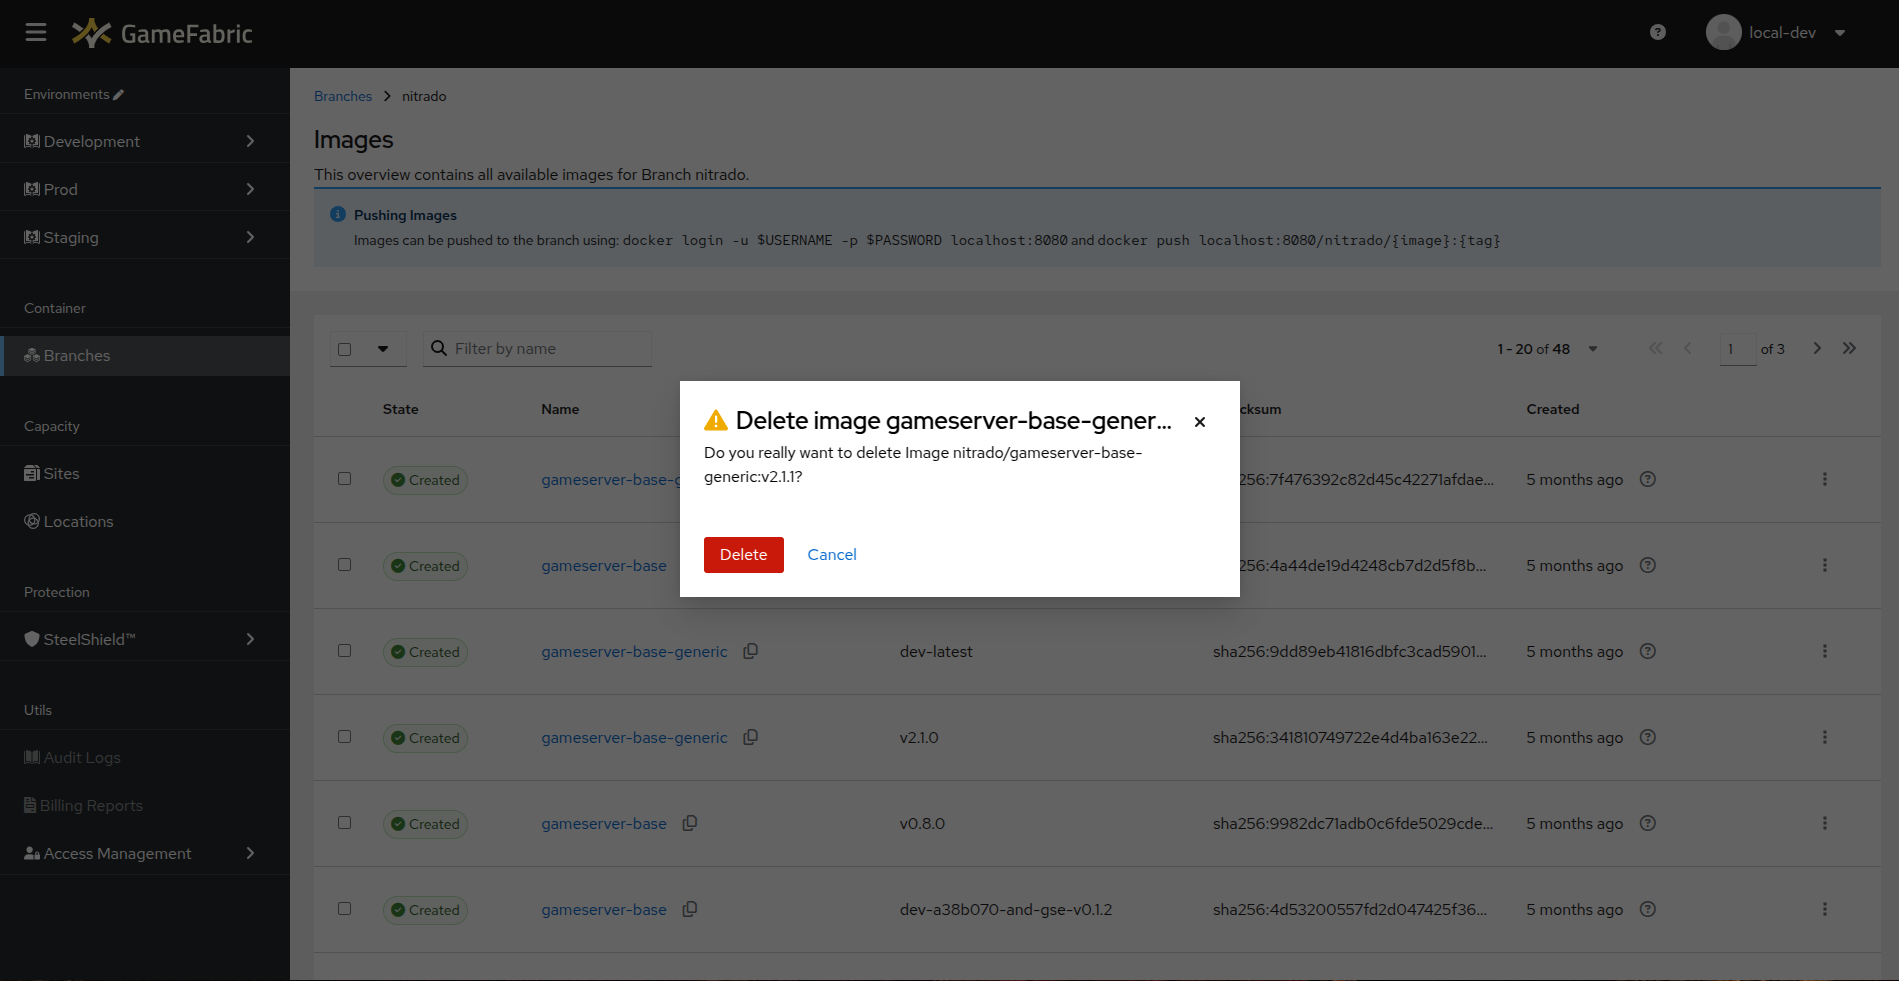 GameFabric
local-dev
Environments
Development
Prod
Staging
Container
Branches
Capacity
Sites
Locations
Protection
SteelShield™
Utils
Audit Logs
Billing Reports
Access Management
Branches > nitrado
Images
This overview contains all available images for Branch nitrado.
Pushing Images
Images can be pushed to the branch using: docker login -u $USERNAME -p $PASSWORD localhost:8080 and docker push localhost:8080/nitrado/{image}:{tag}
Filter by name
1 - 20 of 48
1 of 3
State Name cksum Created
Created gameserver-base-g 256:7f476392c82d45c42271afdae... 5 months ago
Created gameserver-base 256:4a44de19d4248cb7d2d5f8b... 5 months ago
Created gameserver-base-generic dev-latest sha256:9dd89eb41816dbfc3cad5901... 5 months ago
Created gameserver-base-generic v2.1.0 sha256:341810749722e4d4ba163e22... 5 months ago
Created gameserver-base v0.8.0 sha256:9982dc71adb0c6fde5029cde... 5 months ago
Created gameserver-base dev-a38b070-and-gse-v0.1.2 sha256:4d53200557fd2d047425f36... 5 months ago
Delete image gameserver-base-gener...
Do you really want to delete Image nitrado/gameserver-base-
generic:v2.1.1?
Delete
Cancel